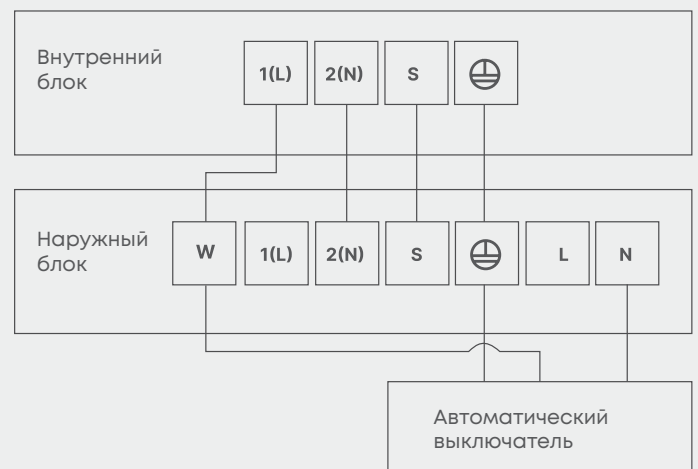 Внутренний
блок
1(L) 2(N) S
Наружный
блок
W 1(L) 2(N) S L N
Автоматический
выключатель